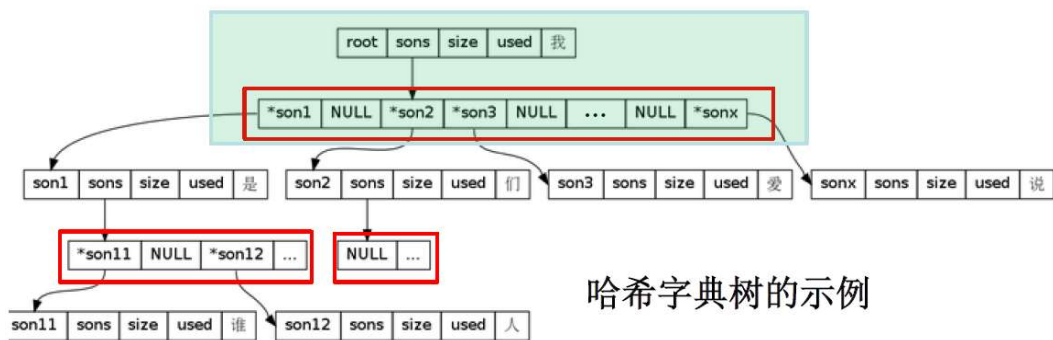 root sons size used 我
*son1 NULL *son2 *son3 NULL ... NULL *sonx
son1 sons size used 是
son2 sons size used 们
son3 sons size used 爱
sonx sons size used 说
*son11 NULL *son12 ...
NULL ...
哈希字典树的示例
son11 sons size used 谁
son12 sons size used 人